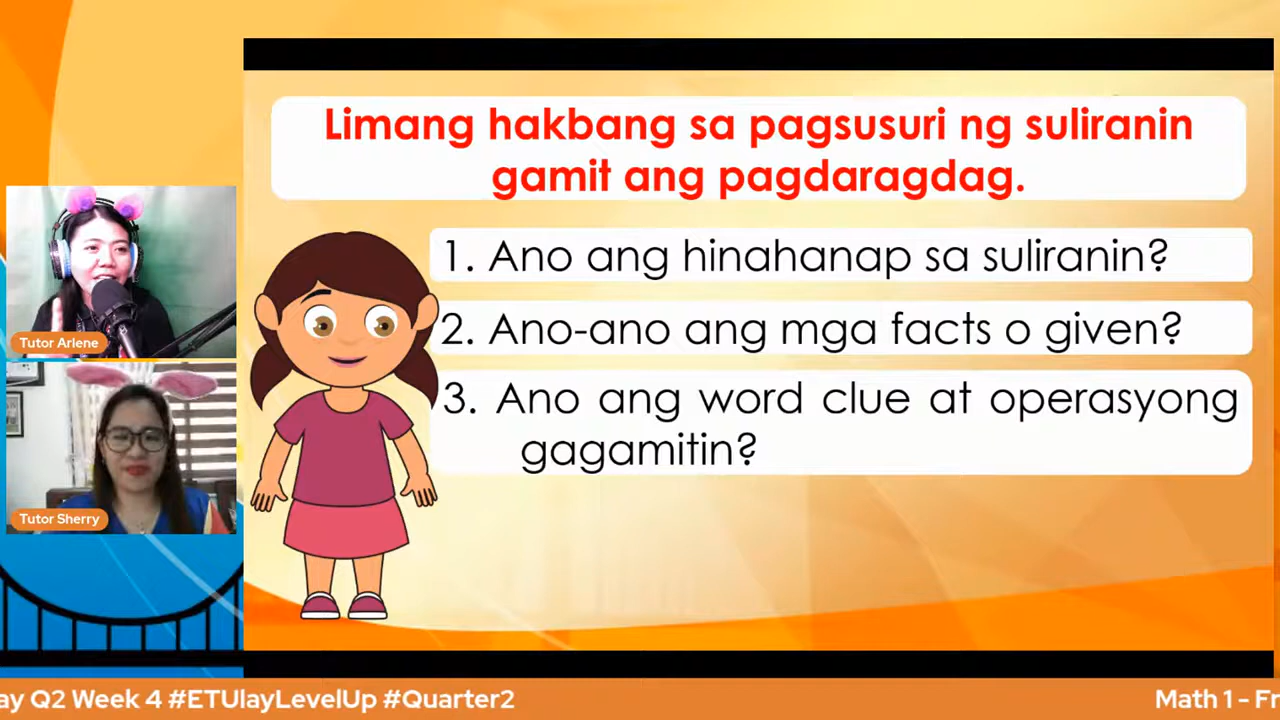 Limang hakbang sa pagsusuri ng suliranin
gamit ang pagdaragdag.
1. Ano ang hinahanap sa suliranin?
2. Ano-ano ang mga facts o given?
3. Ano ang word clue at operasyong
gagamitin?
Tutor Arlene
Tutor Sherry
Q2 Week 4 #ETUlayLevelUp #Quarter2
Math 1 -